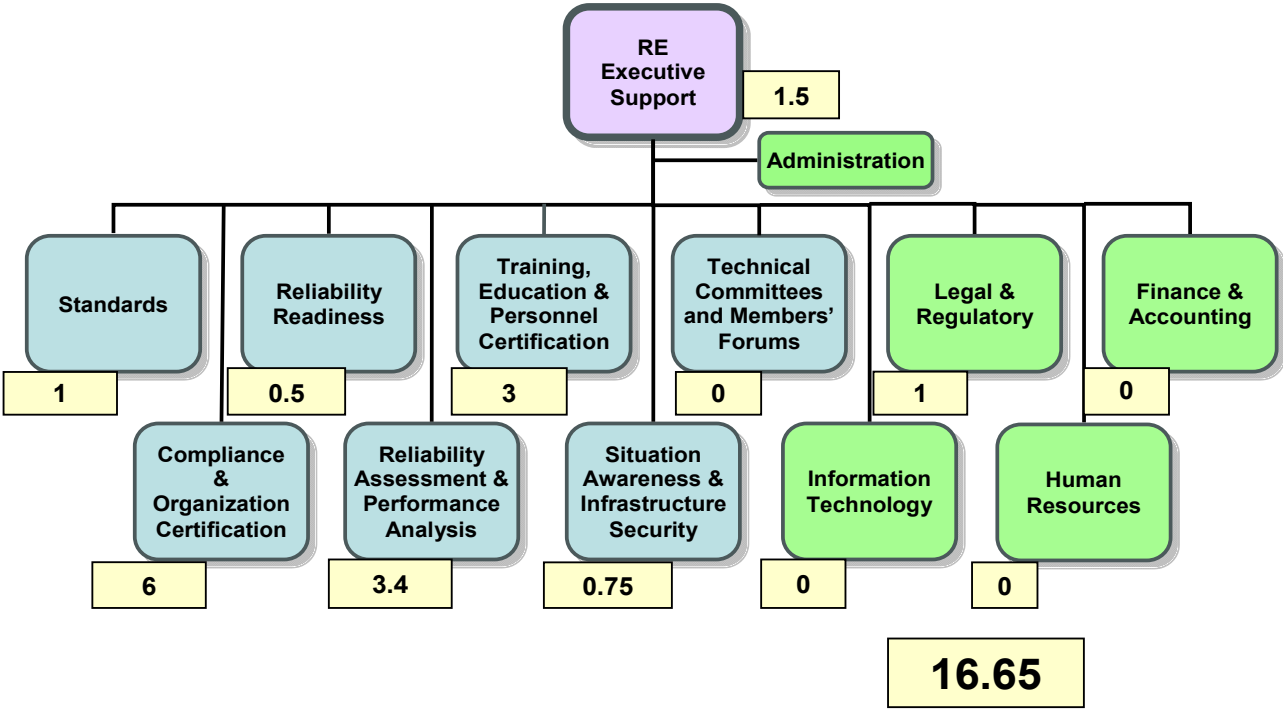 RE
Executive
Support
1.5
Administration
Standards
1
Reliability
Readiness
0.5
Training,
Education &
Personnel
Certification
3
Technical
Committees
and Members’
Forums
0
Legal &
Regulatory
1
Finance &
Accounting
0
Compliance
&
Organization
Certification
6
Reliability
Assessment &
Performance
Analysis
3.4
Situation
Awareness &
Infrastructure
Security
0.75
Information
Technology
0
Human
Resources
0
16.65